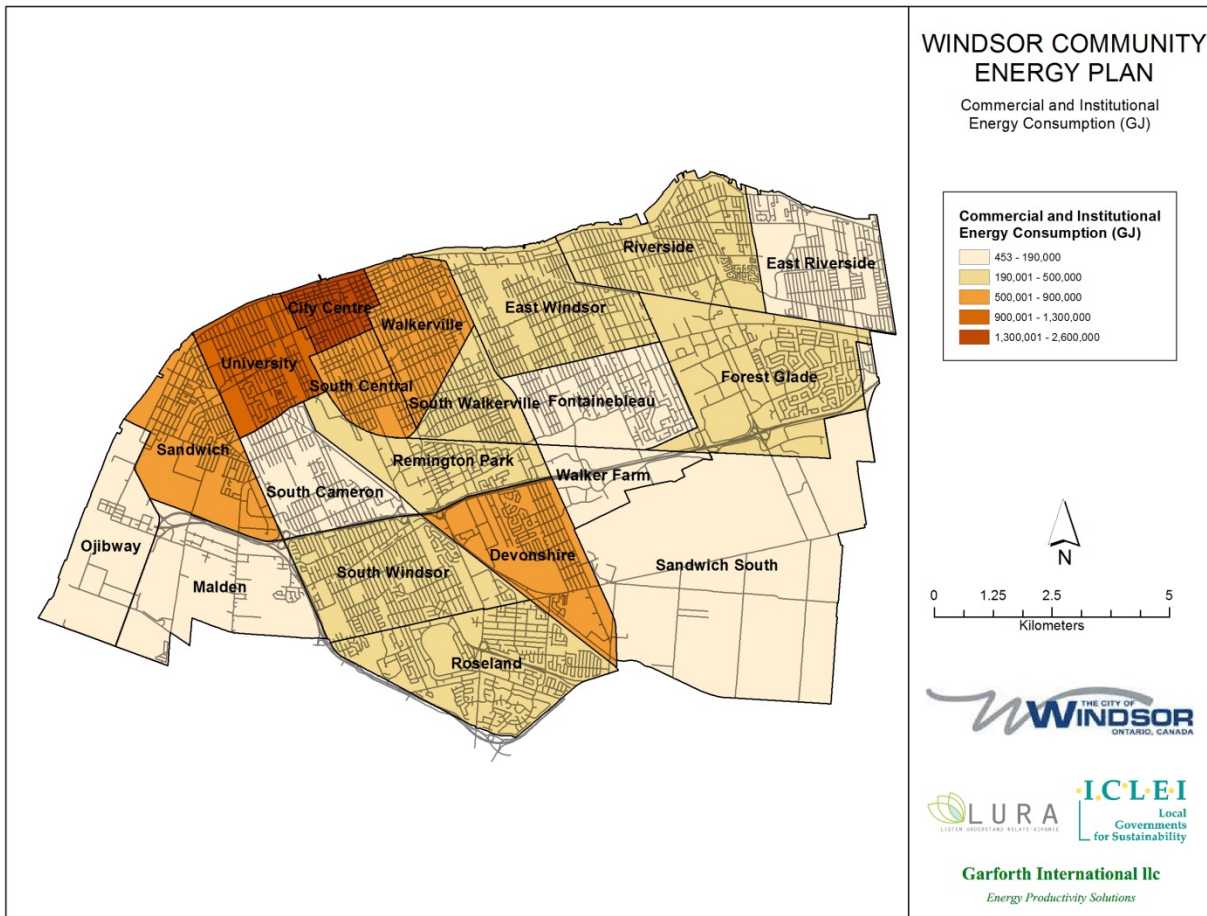 WINDSOR COMMUNITY
ENERGY PLAN
Commercial and Institutional
Energy Consumption (GJ)
Commercial and Institutional
Energy Consumption (GJ)
453 - 190,000
190,001 - 500,000
500,001 - 900,000
900,001 - 1,300,000
1,300,001 - 2,600,000
Riverside
East Riverside
City Centre
East Windsor
Walkerville
University
South Central
Forest Glade
South Walkerville
Fontainebleau
Sandwich
Remington Park
Walker Farm
South Cameron
Ojibway
Devonshire
Sandwich South
South Windsor
Malden
Roseland
N
0 1.25 2.5 5
Kilometers
THE CITY OF
WINDSOR
ONTARIO, CANADA
LURA
LISTEN·UNDERSTAND·RELATE·ADVANCE
I·C·L·E·I
Local
Governments
for Sustainability
Garforth International llc
Energy Productivity Solutions